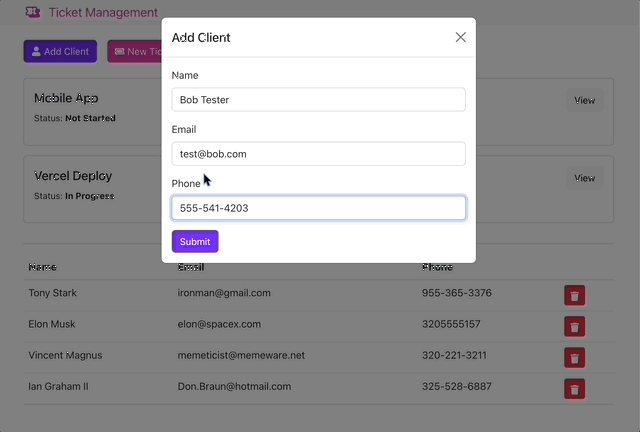 Ticket Management
Add Client
New Tic
Mobile App
Status: Not Started
View
Vercel Deploy
Status: In Progress
View
Add Client
Name
Bob Tester
Email
test@bob.com
Phone
555-541-4203
Submit
Name Email Phone
Tony Stark ironman@gmail.com 955-365-3376
Elon Musk elon@spacex.com 3205555157
Vincent Magnus memeticist@memeware.net 320-221-3211
Ian Graham II Don.Braun@hotmail.com 325-528-6887